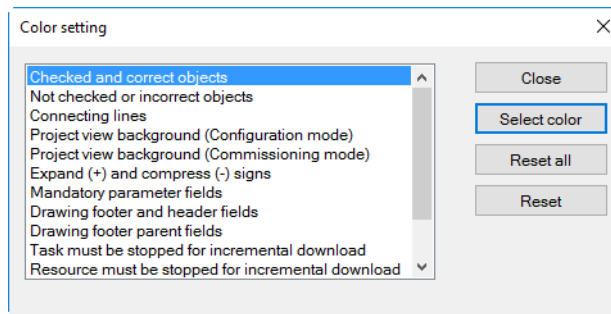 Color setting
Checked and correct objects
Not checked or incorrect objects
Connecting lines
Project view background (Configuration mode)
Project view background (Commissioning mode)
Expand (+) and compress (-) signs
Mandatory parameter fields
Drawing footer and header fields
Drawing footer parent fields
Task must be stopped for incremental download
Resource must be stopped for incremental download
Close
Select color
Reset all
Reset